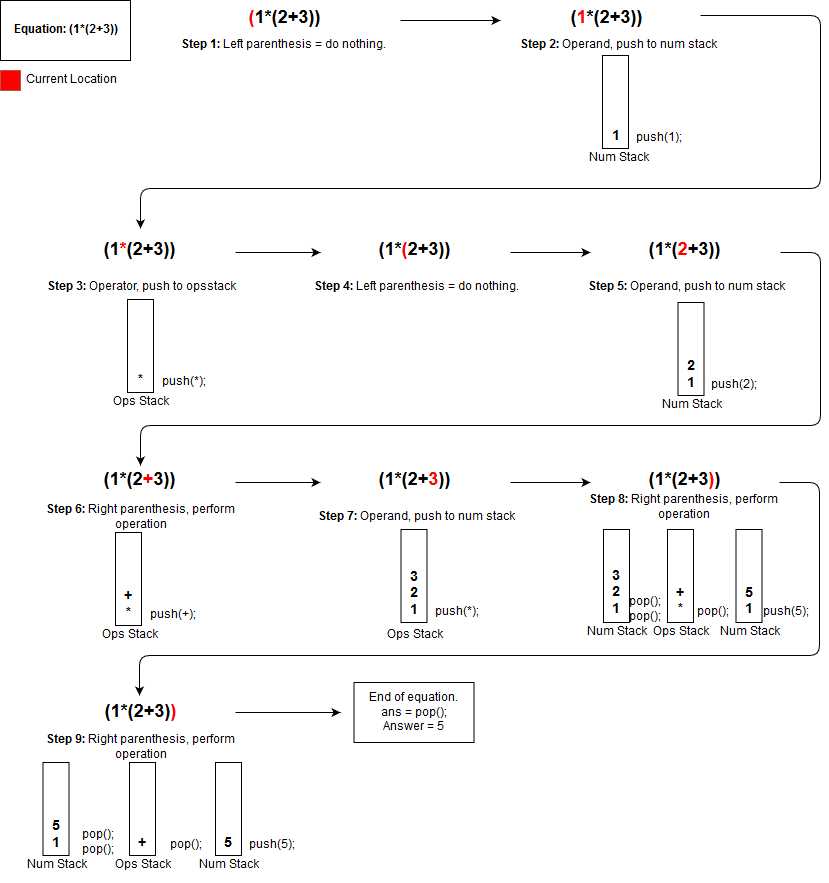 Equation: (1*(2+3))
Current Location
(1*(2+3))
Step 1: Left parenthesis = do nothing.
(1*(2+3))
Step 2: Operand, push to num stack
1
push(1);
Num Stack
(1*(2+3))
Step 3: Operator, push to opsstack
*
push(*);
Ops Stack
(1*(2+3))
Step 4: Left parenthesis = do nothing.
(1*(2+3))
Step 5: Operand, push to num stack
2
1
push(2);
Num Stack
(1*(2+3))
Step 6: Right parenthesis, perform
operation
+
*
push(+);
Ops Stack
(1*(2+3))
Step 7: Operand, push to num stack
3
2
1
push(*);
Ops Stack
(1*(2+3))
Step 8: Right parenthesis, perform
operation
3
2
1
pop();
pop();
Num Stack
+
*
pop();
Ops Stack
5
1
push(5);
Num Stack
(1*(2+3))
Step 9: Right parenthesis, perform
operation
5
1
pop();
pop();
Num Stack
+
pop();
Ops Stack
5
push(5);
Num Stack
End of equation.
ans = pop();
Answer = 5